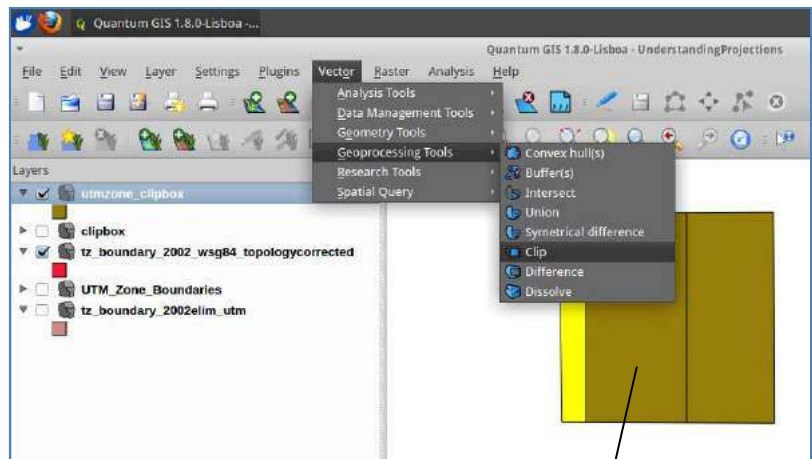 Quantum GIS 1.8.0-Lisboa -...
Quantum GIS 1.8.0-Lisboa - UnderstandingProjections
File Edit View Layer Settings Plugins Vector Raster Analysis Help
Analysis Tools
Data Management Tools
Geometry Tools
Geoprocessing Tools
Research Tools
Spatial Query
Convex hull(s)
Buffer(s)
Intersect
Union
Symetrical difference
Clip
Difference
Dissolve
Layers
utmzone_clipbox
clipbox
tz_boundary_2002_wsg84_topologycorrected
UTM_Zone_Boundaries
tz_boundary_2002elim_utm